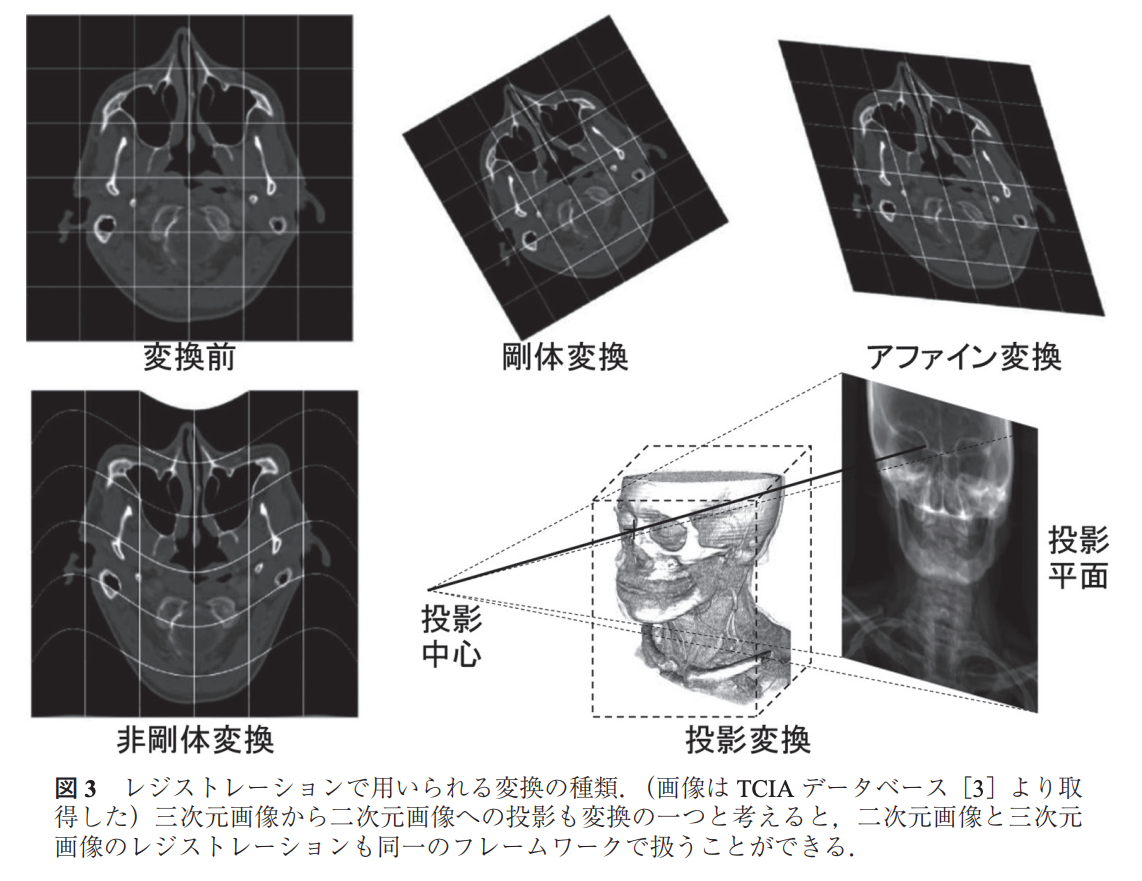 変換前
剛体変換
アファイン変換
非剛体変換
投影
中心
投影変換
投影
平面
図3 レジストレーションで用いられる変換の種類.（画像は TCIA データベース［3］より取
得した）三次元画像から二次元画像への投影も変換の一つと考えると，二次元画像と三次元
画像のレジストレーションも同一のフレームワークで扱うことができる.